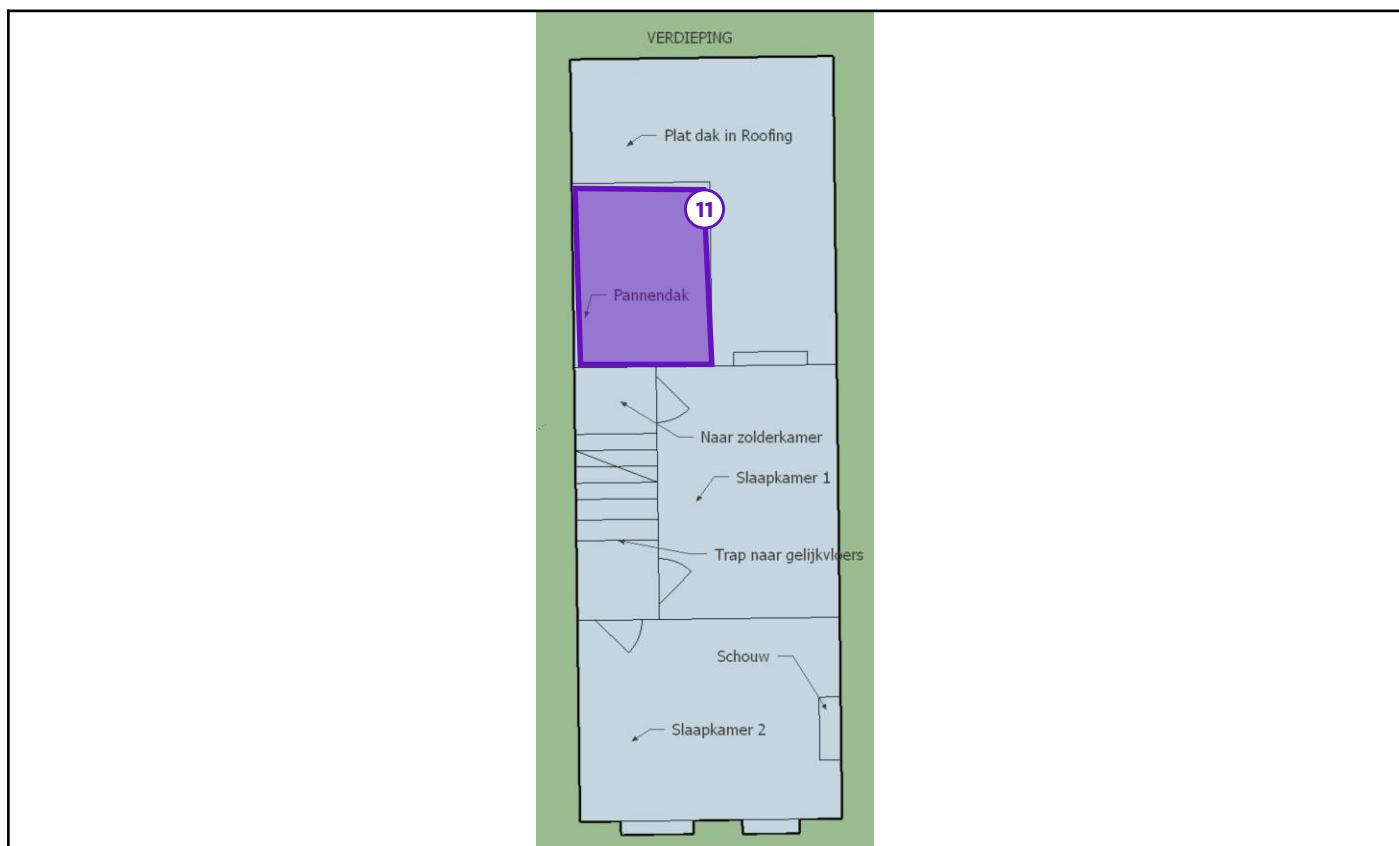 VERDIEPING
Plat dak in Roofing
11
Pannendak
Naar zolderkamer
Slaapkamer 1
Trap naar gelijkvloers
Schouw
Slaapkamer 2